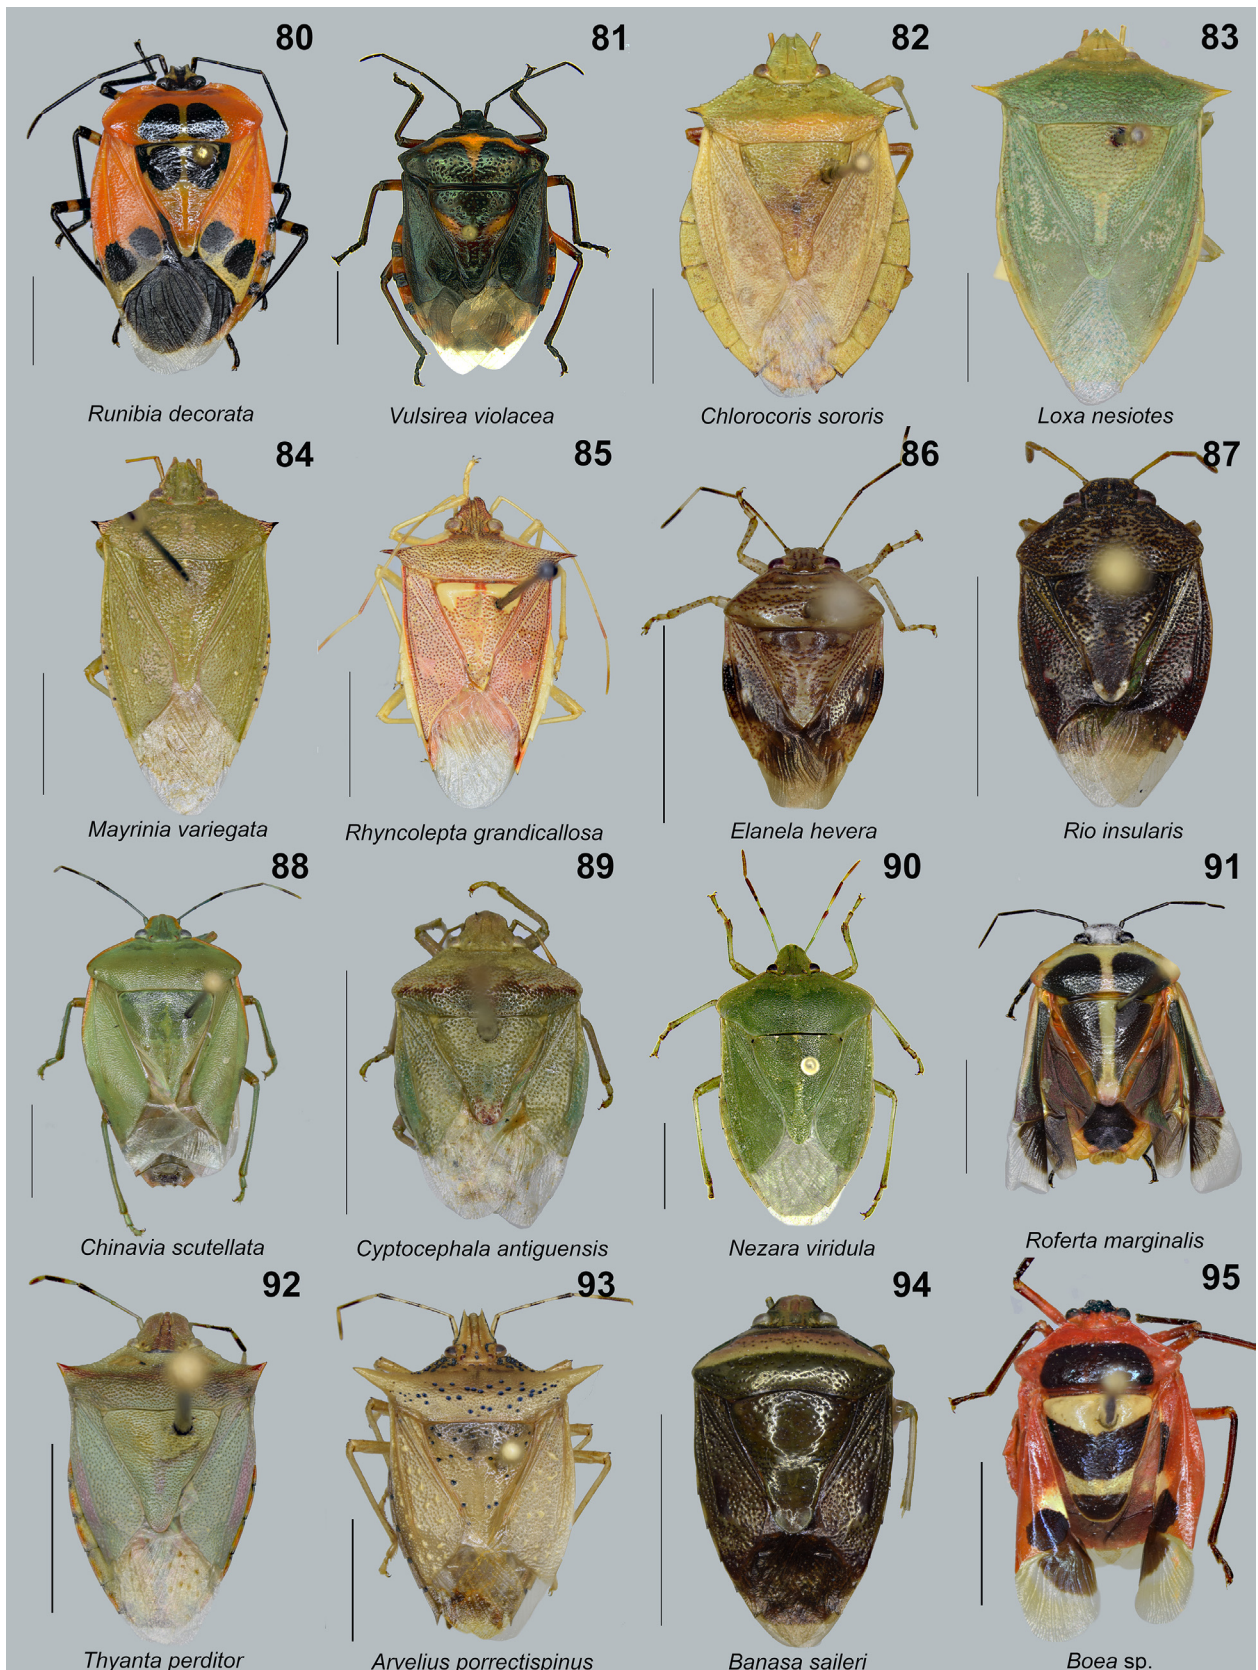 80
81
82
83
Runibia decorata
Vulsirea violacea
Chlorocoris sororis
Loxa nesiotes
84
85
86
87
Mayrinia variegata
Rhyncolepta grandicallosa
Elanela hevera
Rio insularis
88
89
90
91
Chinavia scutellata
Cyptocephala antiguensis
Nezara viridula
Roferta marginalis
92
93
94
95
Thyanta perditor
Arvelius porrectispinus
Banasa saileri
Boea sp.